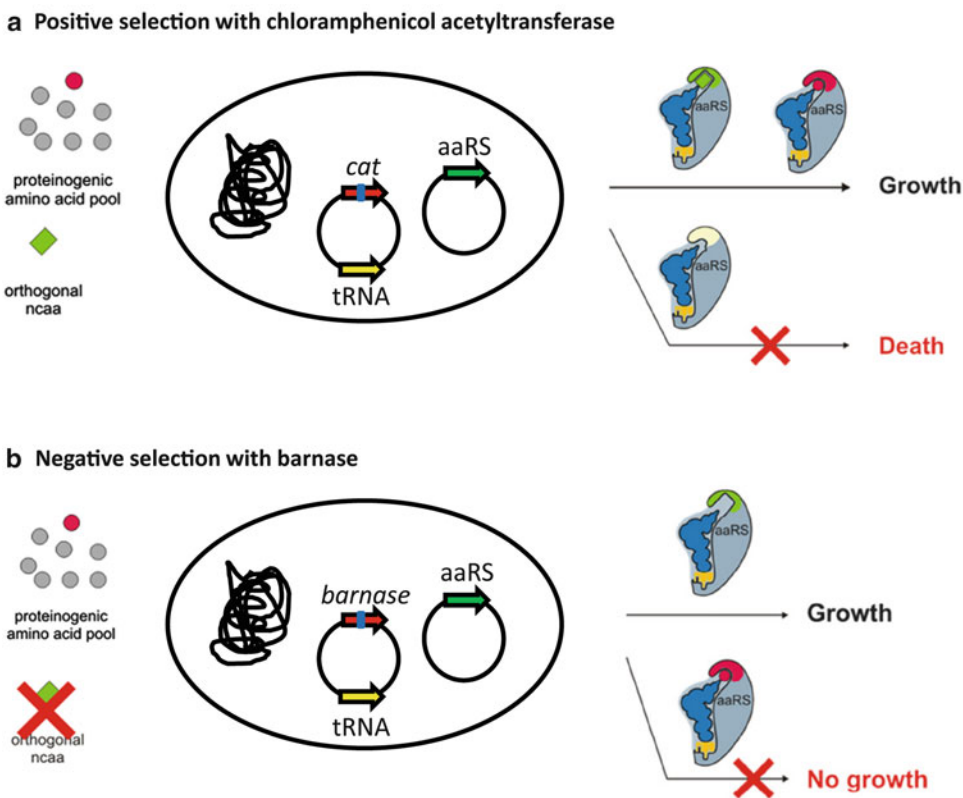 a Positive selection with chloramphenicol acetyltransferase
proteinogenic
amino acid pool
orthogonal
ncaa
cat
aaRS
tRNA
aaRS
aaRS
Growth
aaRS
Death
b Negative selection with barnase
proteinogenic
amino acid pool
orthogonal
ncaa
barnase
aaRS
tRNA
aaRS
Growth
aaRS
No growth